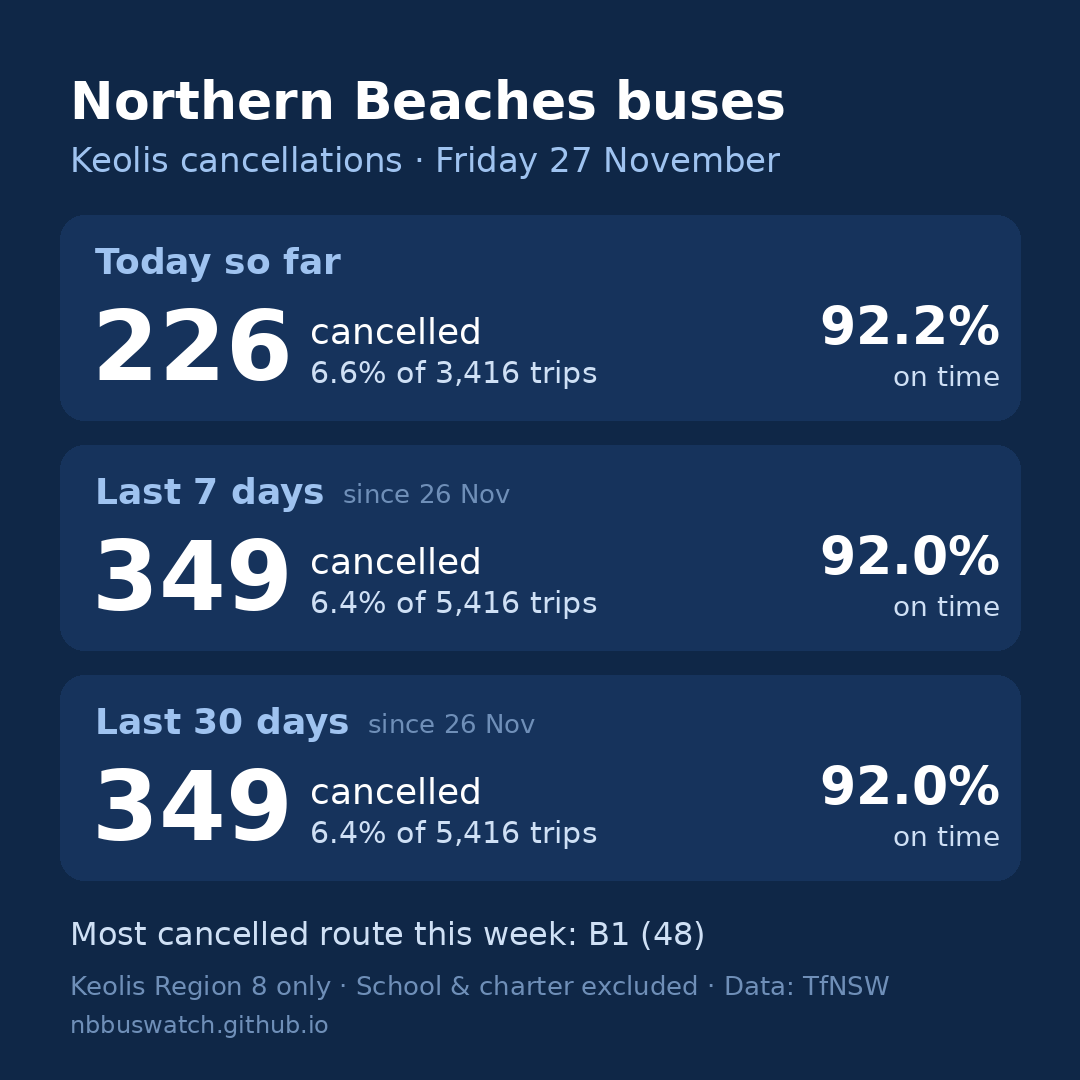 Northern Beaches buses
Keolis cancellations · Friday 27 November
Today so far
226 cancelled
6.6% of 3,416 trips
92.2%
on time
Last 7 days since 26 Nov
349 cancelled
6.4% of 5,416 trips
92.0%
on time
Last 30 days since 26 Nov
349 cancelled
6.4% of 5,416 trips
92.0%
on time
Most cancelled route this week: B1 (48)
Keolis Region 8 only · School & charter excluded · Data: TfNSW
nbbuswatch.github.io